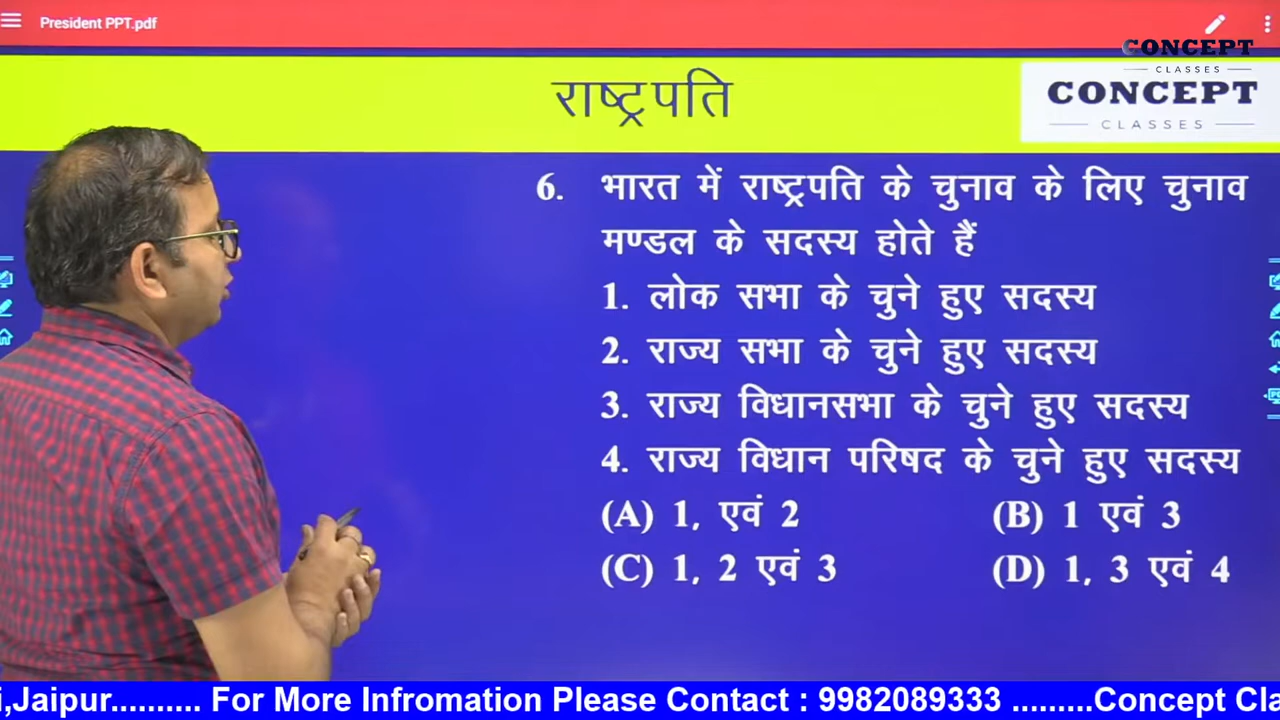 President PPT.pdf
CONCEPT
CLASSES
राष्ट्रपति
CONCEPT
CLASSES
6. भारत में राष्ट्रपति के चुनाव के लिए चुनाव
मण्डल के सदस्य होते हैं
1. लोक सभा के चुने हुए सदस्य
2. राज्य सभा के चुने हुए सदस्य
3. राज्य विधानसभा के चुने हुए सदस्य
4. राज्य विधान परिषद के चुने हुए सदस्य
(A) 1, एवं 2 (B) 1 एवं 3
(C) 1, 2 एवं 3 (D) 1, 3 एवं 4
i,Jaipur.......... For More Infromation Please Contact : 9982089333 .........Concept Cla